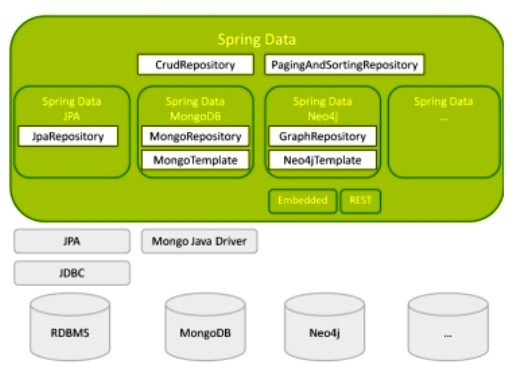 Spring Data
CrudRepository
PagingAndSortingRepository
Spring Data
JPA
JpaRepository
Spring Data
MongoDB
MongoRepository
MongoTemplate
Spring Data
Neo4j
GraphRepository
Neo4jTemplate
Spring Data
...
Embedded
REST
JPA
Mongo Java Driver
JDBC
RDBMS
MongoDB
Neo4j
...